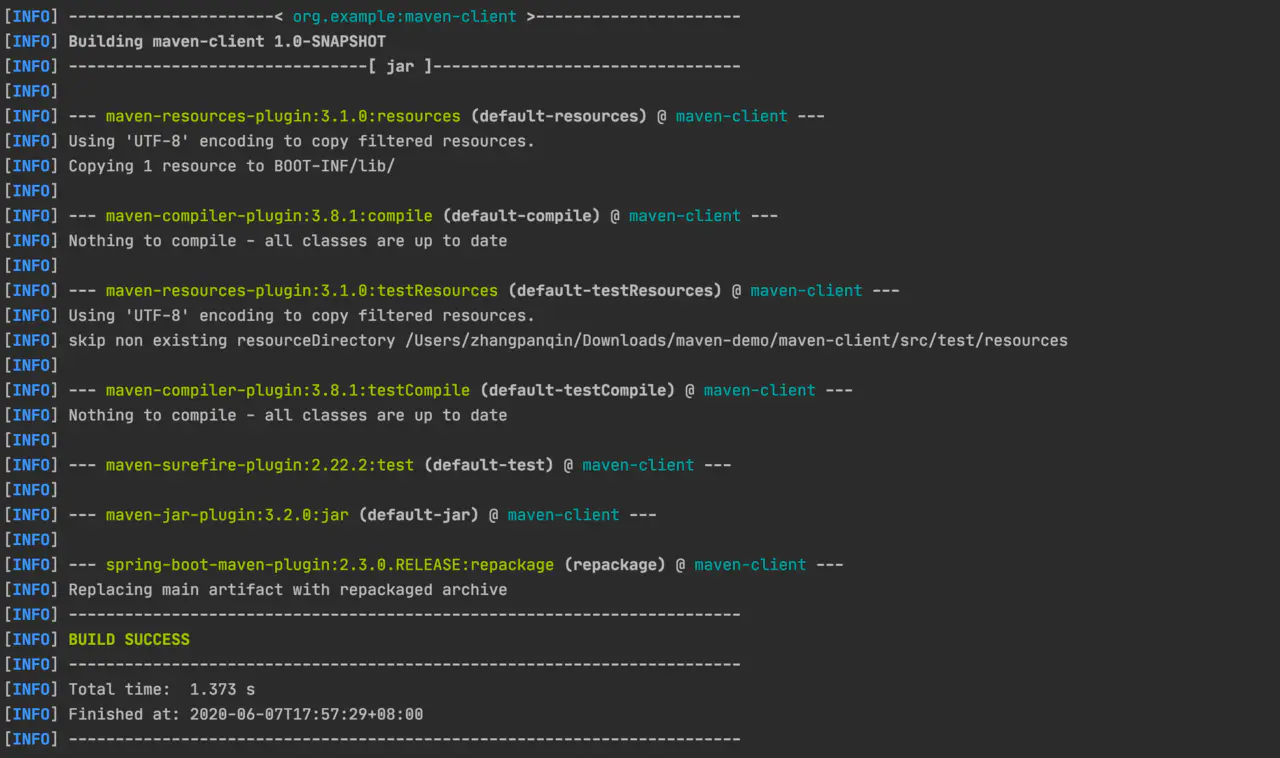 [INFO] ----------------------< org.example:maven-client >----------------------
[INFO] Building maven-client 1.0-SNAPSHOT
[INFO] --------------------------------[ jar ]---------------------------------
[INFO]
[INFO] --- maven-resources-plugin:3.1.0:resources (default-resources) @ maven-client ---
[INFO] Using 'UTF-8' encoding to copy filtered resources.
[INFO] Copying 1 resource to BOOT-INF/lib/
[INFO]
[INFO] --- maven-compiler-plugin:3.8.1:compile (default-compile) @ maven-client ---
[INFO] Nothing to compile - all classes are up to date
[INFO]
[INFO] --- maven-resources-plugin:3.1.0:testResources (default-testResources) @ maven-client ---
[INFO] Using 'UTF-8' encoding to copy filtered resources.
[INFO] skip non existing resourceDirectory /Users/zhangpanqin/Downloads/maven-demo/maven-client/src/test/resources
[INFO]
[INFO] --- maven-compiler-plugin:3.8.1:testCompile (default-testCompile) @ maven-client ---
[INFO] Nothing to compile - all classes are up to date
[INFO]
[INFO] --- maven-surefire-plugin:2.22.2:test (default-test) @ maven-client ---
[INFO]
[INFO] --- maven-jar-plugin:3.2.0:jar (default-jar) @ maven-client ---
[INFO]
[INFO] --- spring-boot-maven-plugin:2.3.0.RELEASE:repackage (repackage) @ maven-client ---
[INFO] Replacing main artifact with repackaged archive
[INFO] ------------------------------------------------------------------------
[INFO] BUILD SUCCESS
[INFO] ------------------------------------------------------------------------
[INFO] Total time:  1.373 s
[INFO] Finished at: 2020-06-07T17:57:29+08:00
[INFO] ------------------------------------------------------------------------